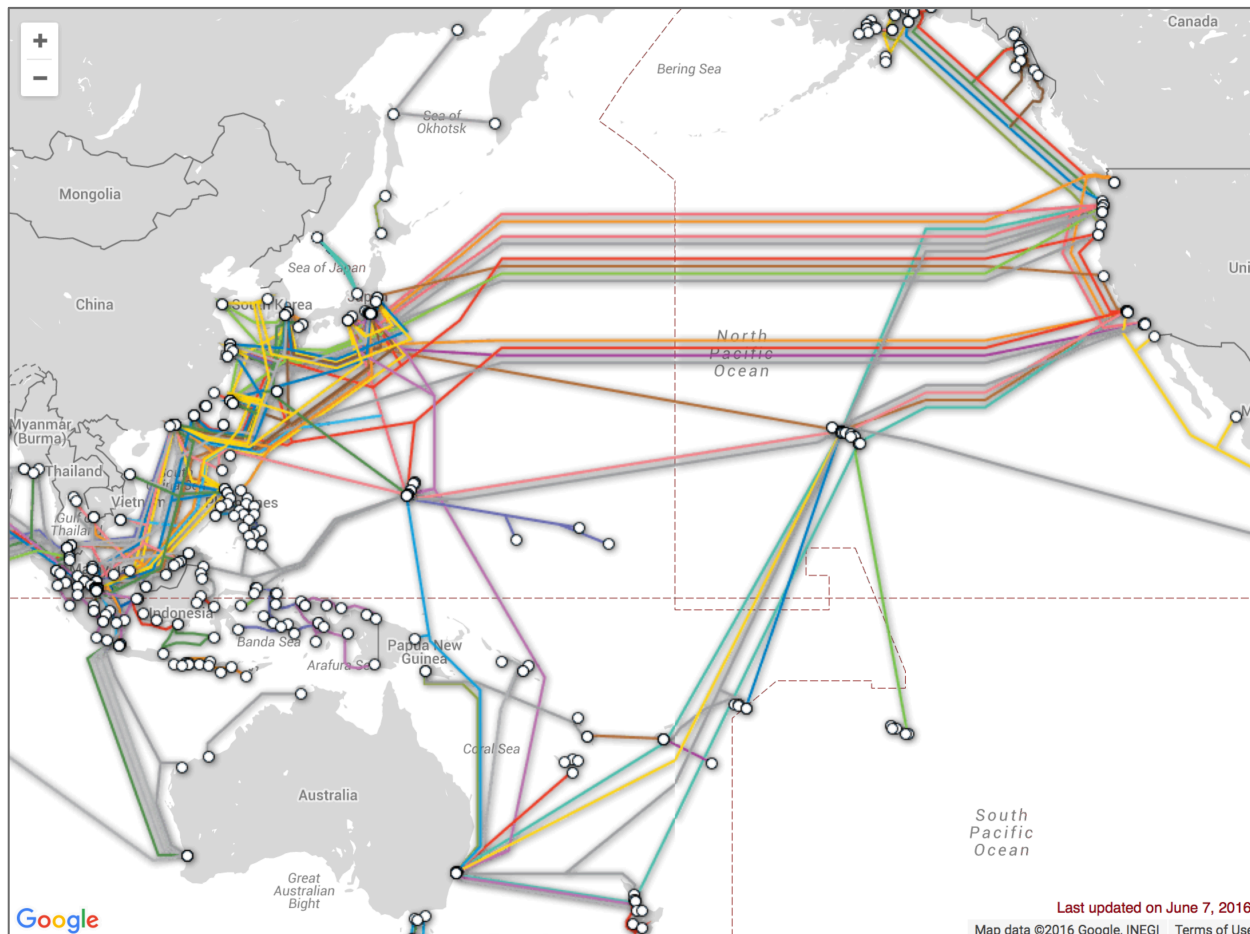 +
Canada
Bering Sea
−
Sea of
Okhotsk
Mongolia
Sea of Japan
Uni
China
South Korea
North
Pacific
Ocean
Myanmar
(Burma)
Thailand
Vietnam
Gulf
Thailand
Indonesia
Banda Sea
Papua New
Guinea
Arafura Sea
Coral Sea
Australia
South
Pacific
Ocean
Great
Australian
Bight
Google
Last updated on June 7, 2016
Map data ©2016 Google, INEGI
Terms of Use